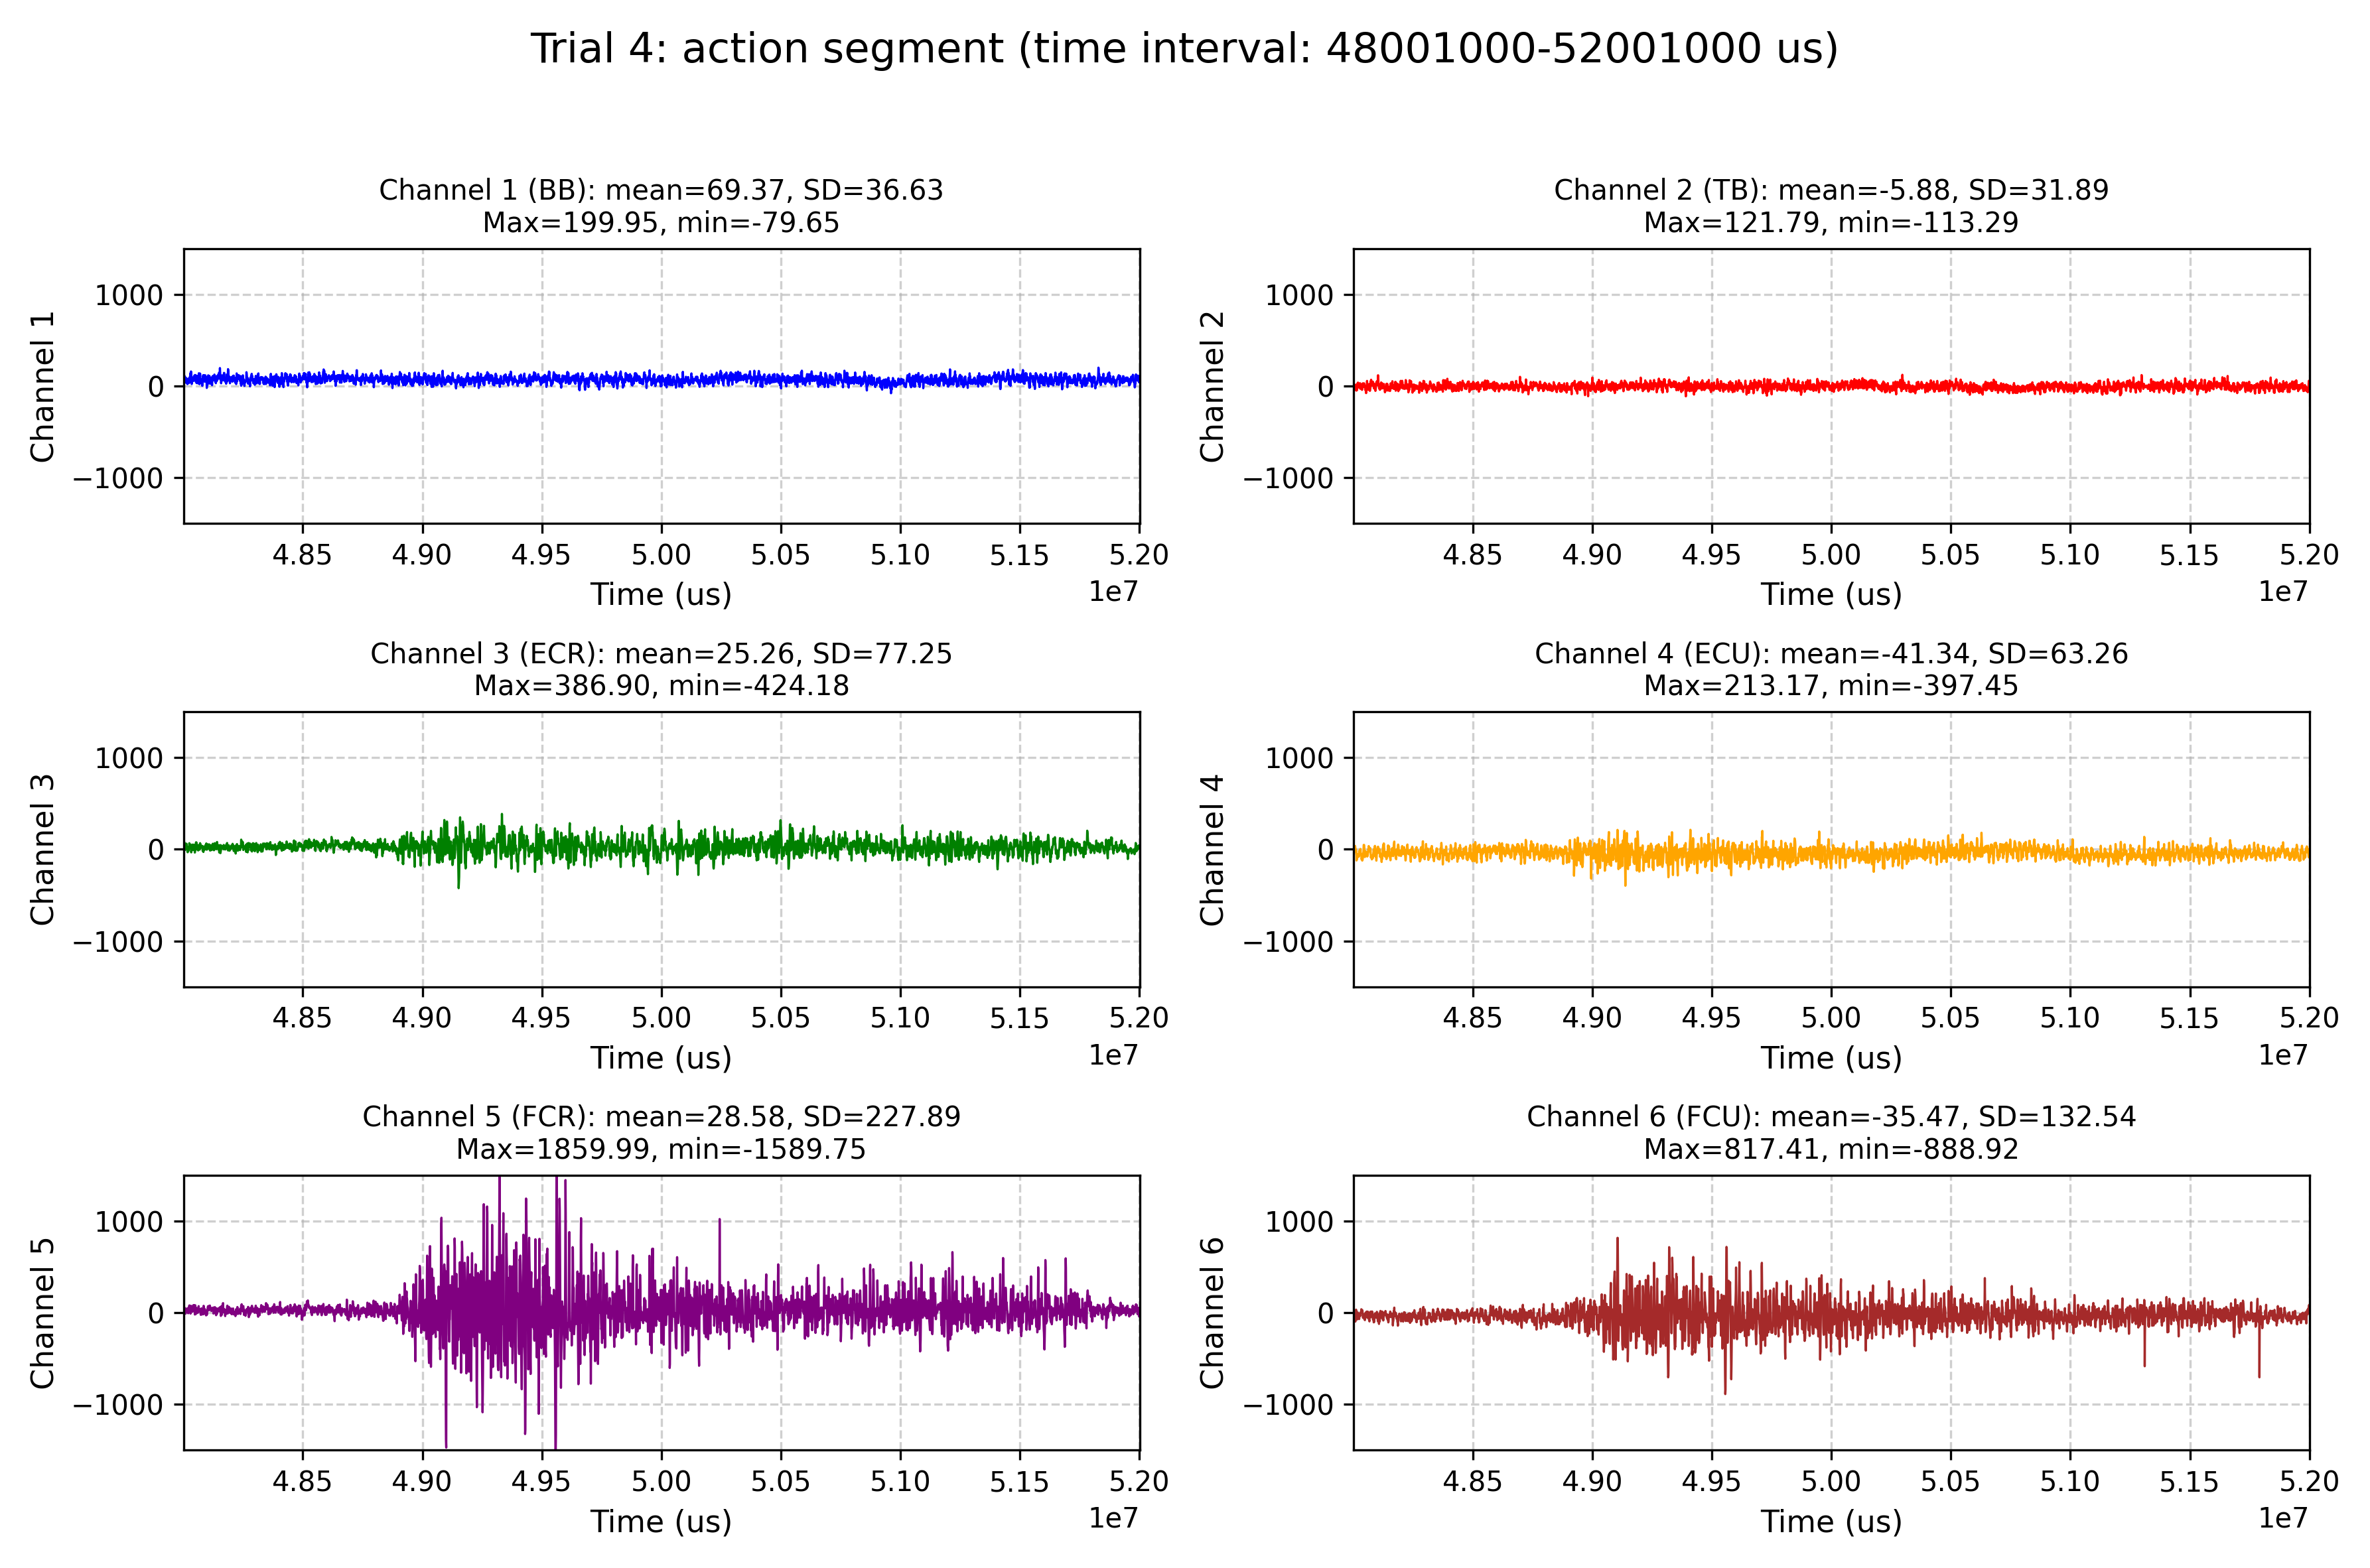 Trial 4: action segment (time interval: 48001000-52001000 us)
Channel 1 (BB): mean=69.37, SD=36.63
Max=199.95, min=-79.65
Channel 1
1000
0
−1000
4.85 4.90 4.95 5.00 5.05 5.10 5.15 5.20
Time (us)
1e7
Channel 2 (TB): mean=-5.88, SD=31.89
Max=121.79, min=-113.29
Channel 2
1000
0
−1000
4.85 4.90 4.95 5.00 5.05 5.10 5.15 5.20
Time (us)
1e7
Channel 3 (ECR): mean=25.26, SD=77.25
Max=386.90, min=-424.18
Channel 3
1000
0
−1000
4.85 4.90 4.95 5.00 5.05 5.10 5.15 5.20
Time (us)
1e7
Channel 4 (ECU): mean=-41.34, SD=63.26
Max=213.17, min=-397.45
Channel 4
1000
0
−1000
4.85 4.90 4.95 5.00 5.05 5.10 5.15 5.20
Time (us)
1e7
Channel 5 (FCR): mean=28.58, SD=227.89
Max=1859.99, min=-1589.75
Channel 5
1000
0
−1000
4.85 4.90 4.95 5.00 5.05 5.10 5.15 5.20
Time (us)
1e7
Channel 6 (FCU): mean=-35.47, SD=132.54
Max=817.41, min=-888.92
Channel 6
1000
0
−1000
4.85 4.90 4.95 5.00 5.05 5.10 5.15 5.20
Time (us)
1e7